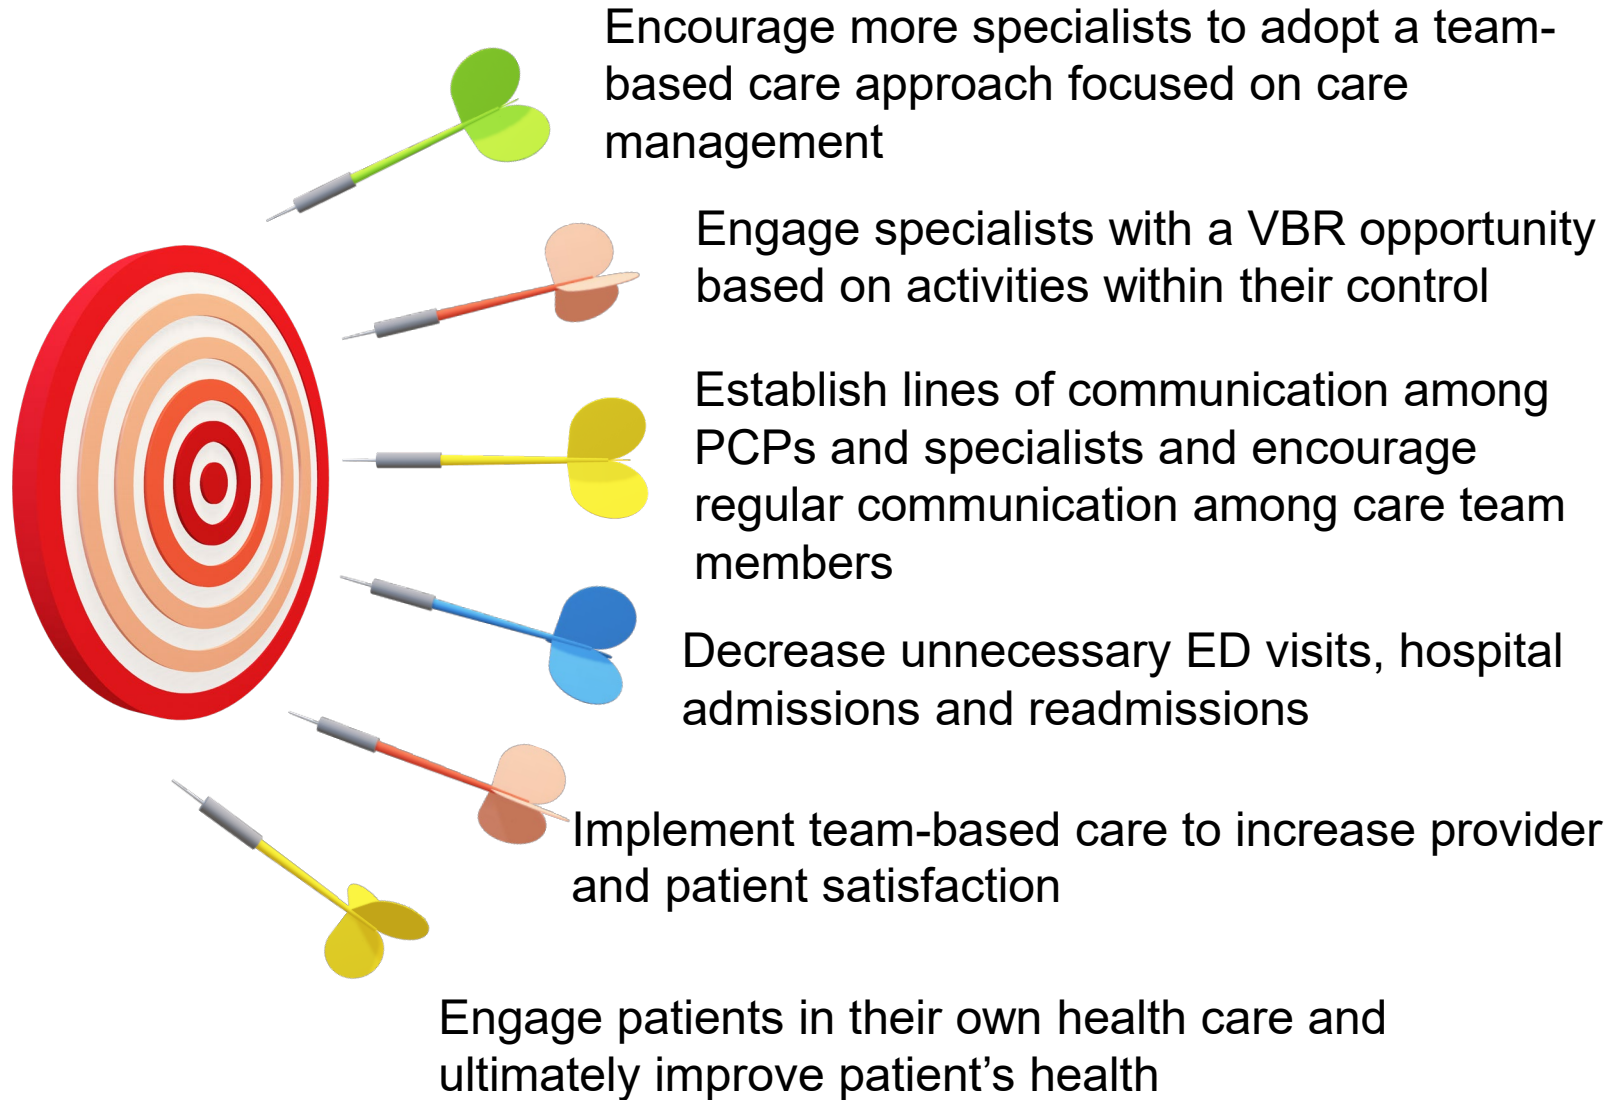 Encourage more specialists to adopt a team-
based care approach focused on care
management
Engage specialists with a VBR opportunity
based on activities within their control
Establish lines of communication among
PCPs and specialists and encourage
regular communication among care team
members
Decrease unnecessary ED visits, hospital
admissions and readmissions
Implement team-based care to increase provider
and patient satisfaction
Engage patients in their own health care and
ultimately improve patient’s health